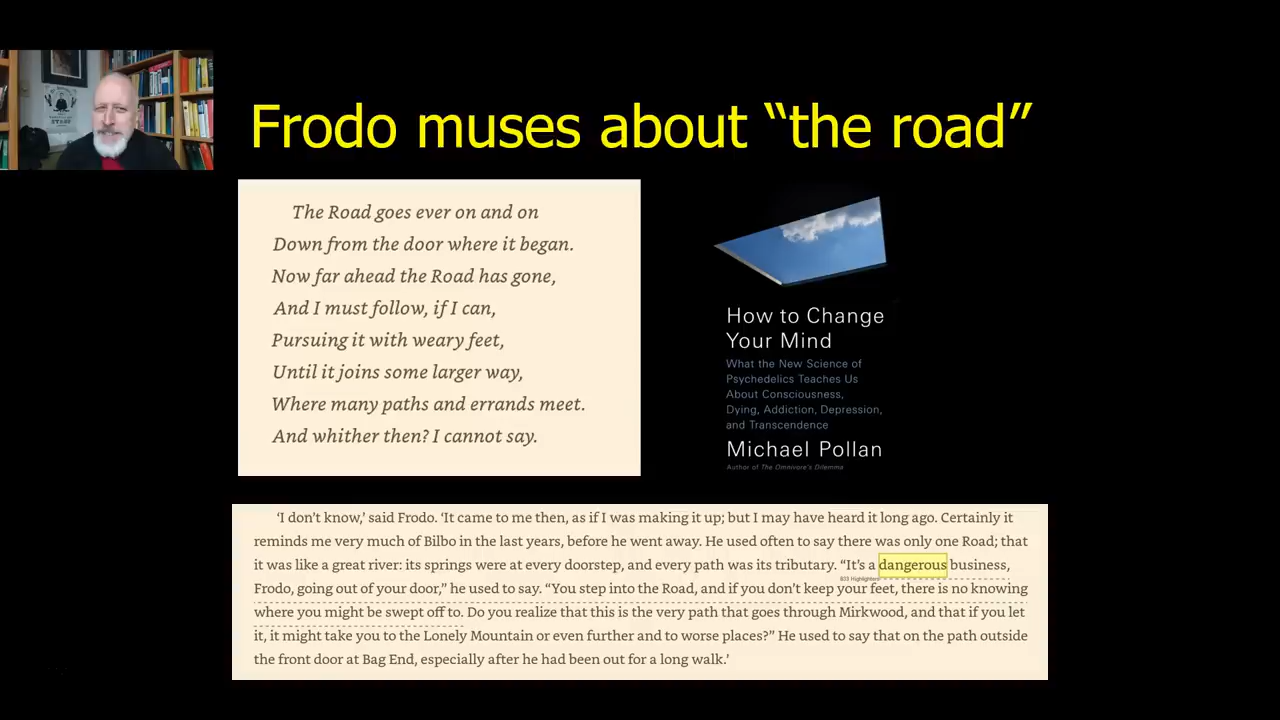 Frodo muses about “the road”
The Road goes ever on and on
Down from the door where it began.
Now far ahead the Road has gone,
And I must follow, if I can,
Pursuing it with weary feet,
Until it joins some larger way,
Where many paths and errands meet.
And whither then? I cannot say.
How to Change
Your Mind
What the New Science of
Psychedelics Teaches Us
About Consciousness,
Dying, Addiction, Depression,
and Transcendence
Michael Pollan
Author of The Omnivore's Dilemma
‘I don’t know,’ said Frodo. ‘It came to me then, as if I was making it up; but I may have heard it long ago. Certainly it
reminds me very much of Bilbo in the last years, before he went away. He used often to say there was only one Road; that
it was like a great river: its springs were at every doorstep, and every path was its tributary. “It’s a dangerous business,
833 Highlighters
Frodo, going out of your door,” he used to say. “You step into the Road, and if you don’t keep your feet, there is no knowing
where you might be swept off to. Do you realize that this is the very path that goes through Mirkwood, and that if you let
it, it might take you to the Lonely Mountain or even further and to worse places?” He used to say that on the path outside
the front door at Bag End, especially after he had been out for a long walk.’